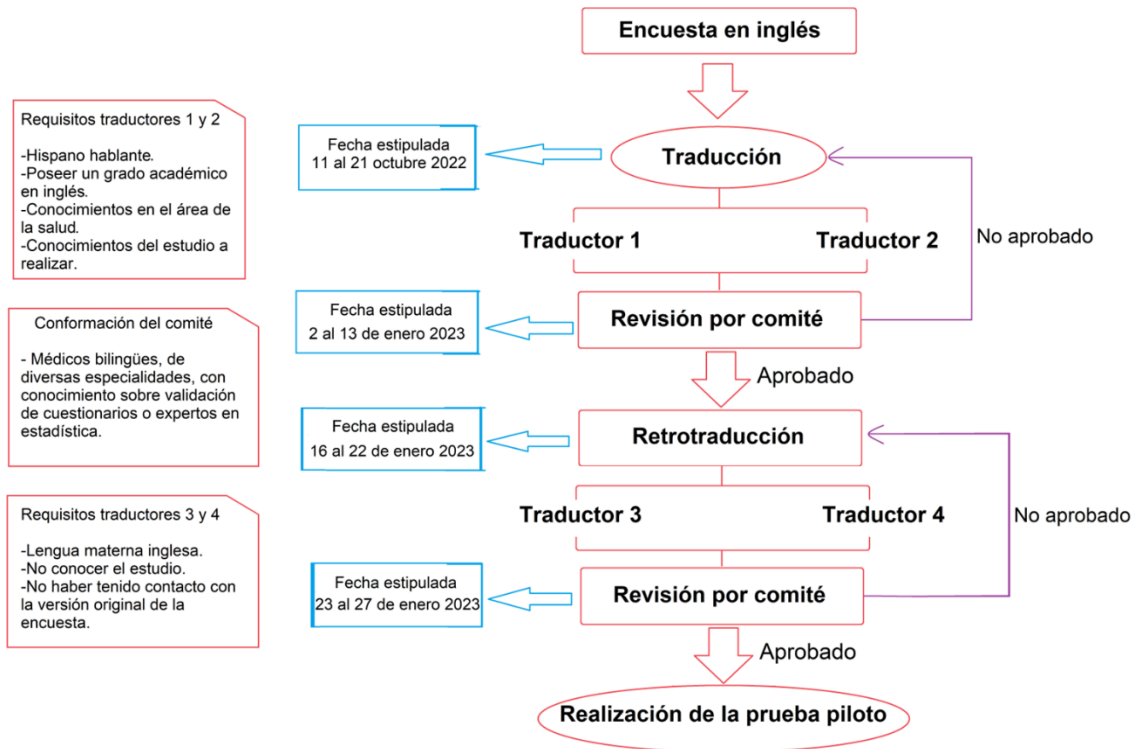 Encuesta en inglés
Requisitos traductores 1 y 2
-Hispano hablante.
-Poseer un grado académico
en inglés.
-Conocimientos en el área de
la salud.
-Conocimientos del estudio a
realizar.
Fecha estipulada
11 al 21 octubre 2022
Traducción
Traductor 1
Traductor 2
No aprobado
Conformación del comité
- Médicos bilingües, de
diversas especialidades, con
conocimiento sobre validación
de cuestionarios o expertos en
estadística.
Fecha estipulada
2 al 13 de enero 2023
Revisión por comité
Aprobado
Fecha estipulada
16 al 22 de enero 2023
Retrotraducción
Requisitos traductores 3 y 4
-Lengua materna inglesa.
-No conocer el estudio.
-No haber tenido contacto con
la versión original de la
encuesta.
Traductor 3
Traductor 4
No aprobado
Fecha estipulada
23 al 27 de enero 2023
Revisión por comité
Aprobado
Realización de la prueba piloto